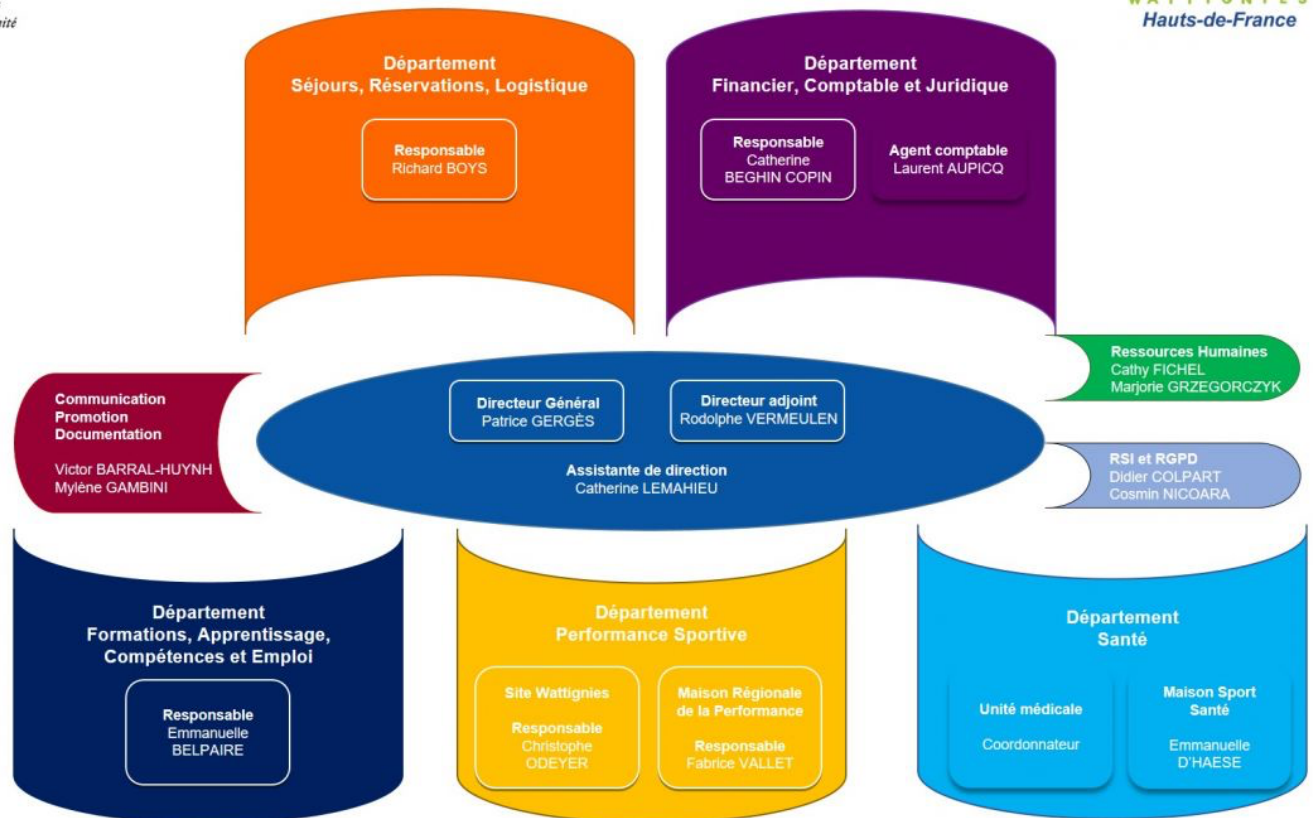 Hauts-de-France
Département
Séjours, Réservations, Logistique
Responsable
Richard BOYS
Département
Financier, Comptable et Juridique
Responsable
Catherine
BEGHIN COPIN
Agent comptable
Laurent AUPICQ
Communication
Promotion
Documentation
Victor BARRAL-HUYNH
Mylène GAMBINI
Directeur Général
Patrice GERGÈS
Directeur adjoint
Rodolphe VERMEULEN
Assistante de direction
Catherine LEMAHIEU
Ressources Humaines
Cathy FICHEL
Marjorie GRZEGORCZYK
RSI et RGPD
Didier COLPART
Cosmin NICOARA
Département
Formations, Apprentissage,
Compétences et Emploi
Responsable
Emmanuelle
BELPAIRE
Département
Performance Sportive
Site Wattignies
Responsable
Christophe
ODEYER
Maison Régionale
de la Performance
Responsable
Fabrice VALLET
Département
Santé
Unité médicale
Coordonnateur
Maison Sport
Santé
Emmanuelle
D'HAESE